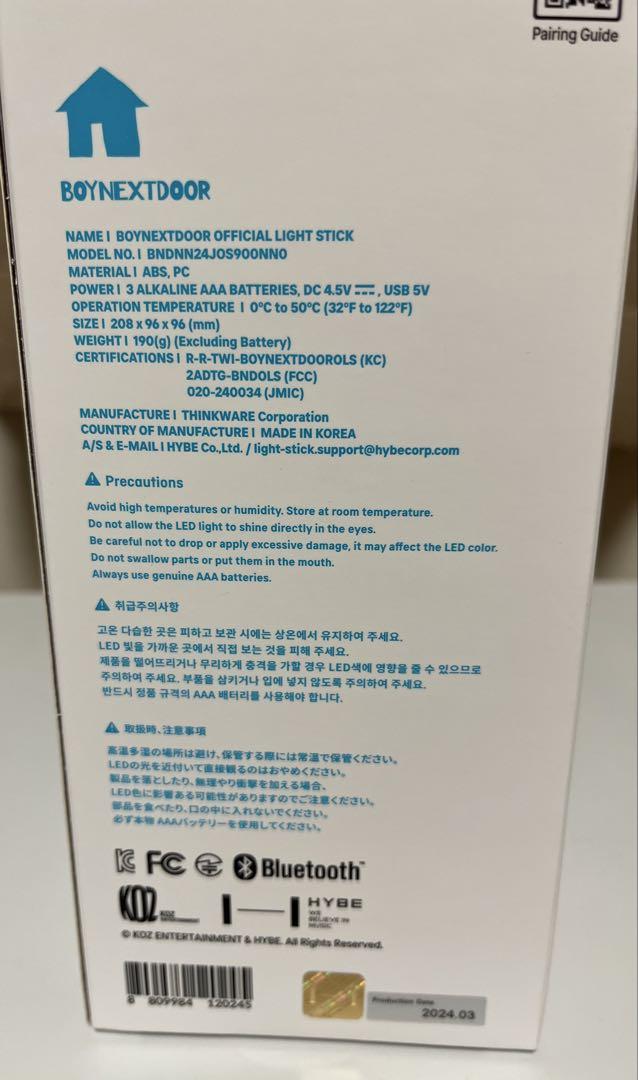 Pairing Guide
BOYNEXTDOOR
NAME | BOYNEXTDOOR OFFICIAL LIGHT STICK
MODEL NO. | BNDNN24JOS900NNO
MATERIAL | ABS, PC
POWER | 3 ALKALINE AAA BATTERIES, DC 4.5V ⎓, USB 5V
OPERATION TEMPERATURE | 0°C to 50°C (32°F to 122°F)
SIZE | 208 x 96 x 96 (mm)
WEIGHT | 190(g) (Excluding Battery)
CERTIFICATIONS | R-R-TWI-BOYNEXTDOOROLS (KC)
2ADTG-BNDOLS (FCC)
020-240034 (JMIC)
MANUFACTURE | THINKWARE Corporation
COUNTRY OF MANUFACTURE | MADE IN KOREA
A/S & E-MAIL | HYBE Co.,Ltd. / light-stick.support@hybecorp.com
Precautions
Avoid high temperatures or humidity. Store at room temperature.
Do not allow the LED light to shine directly in the eyes.
Be careful not to drop or apply excessive damage, it may affect the LED color.
Do not swallow parts or put them in the mouth.
Always use genuine AAA batteries.
취급주의사항
고온 다습한 곳은 피하고 보관 시에는 상온에서 유지하여 주세요.
LED 빛을 가까운 곳에서 직접 보는 것을 피해 주세요.
제품을 떨어뜨리거나 무리하게 충격을 가할 경우 LED색에 영향을 줄 수 있으므로
주의하여 주세요. 부품을 삼키거나 입에 넣지 않도록 주의하여 주세요.
반드시 정품 규격의 AAA 배터리를 사용해야 합니다.
取扱時、注意事項
高温多湿の場所は避け、保管する際には常温で保管ください。
LEDの光を近付いて直接観るのはおやめください。
製品を落としたり、無理やり衝撃を加える場合、
LED色に影響ある可能性がありますのでご注意ください。
部品を食べたり、口の中に入れないでください。
必ず本物 AAAバッテリーを使用してください。
FC Bluetooth
KOZ KOZ ENTERTAINMENT HYBE
WE
BELIEVE IN
MUSIC
© KOZ ENTERTAINMENT & HYBE. All Rights Reserved.
8 809984 120245
Production Date
2024.03